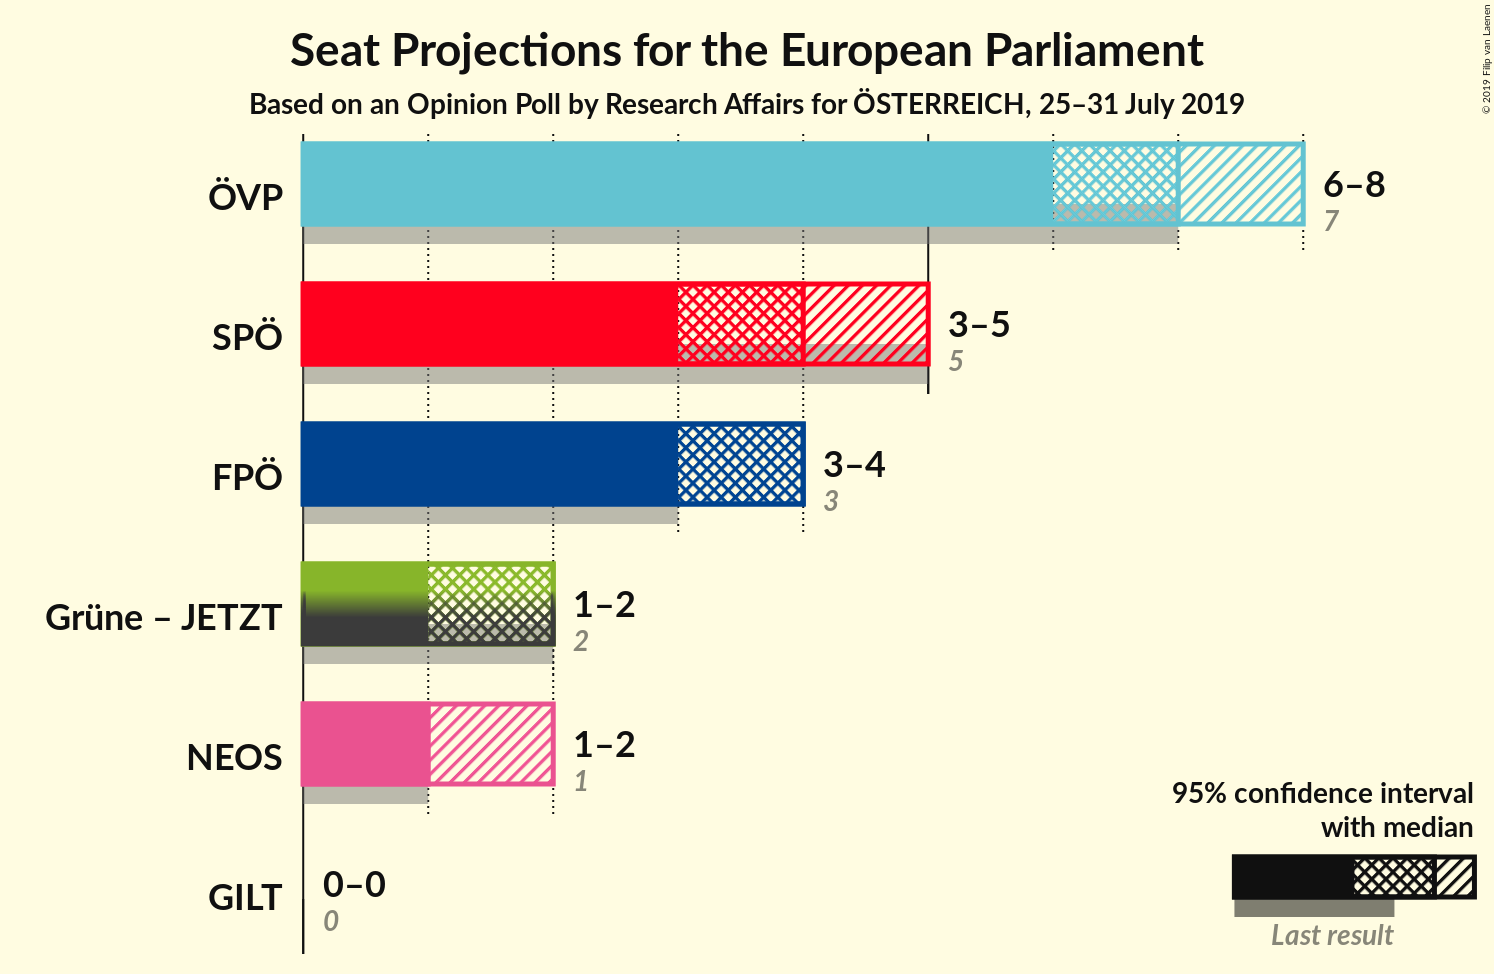 Seat Projections for the European Parliament
Based on an Opinion Poll by Research Affairs for ÖSTERREICH, 25–31 July 2019
© 2019 Filip van Laenen
ÖVP
6–8
7
SPÖ
3–5
5
FPÖ
3–4
3
Grüne – JETZT
1–2
2
NEOS
1–2
1
GILT
0–0
0
95% confidence interval
with median
Last result